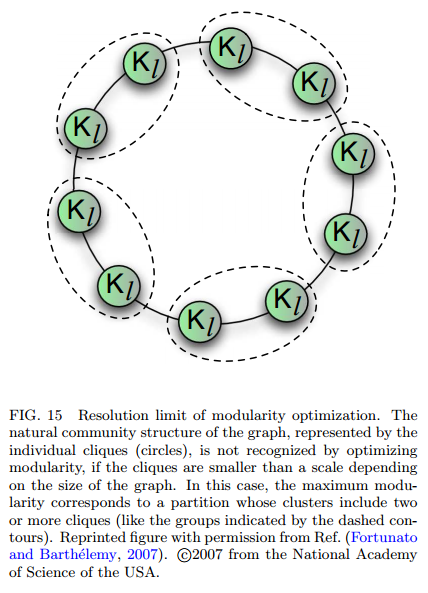 K_l
K_l
K_l
K_l
K_l
K_l
K_l
K_l
K_l
K_l
FIG. 15 Resolution limit of modularity optimization. The
natural community structure of the graph, represented by the
individual cliques (circles), is not recognized by optimizing
modularity, if the cliques are smaller than a scale depending
on the size of the graph. In this case, the maximum modu-
larity corresponds to a partition whose clusters include two
or more cliques (like the groups indicated by the dashed con-
tours). Reprinted figure with permission from Ref. (Fortunato
and Barthélemy, 2007). ©2007 from the National Academy
of Science of the USA.